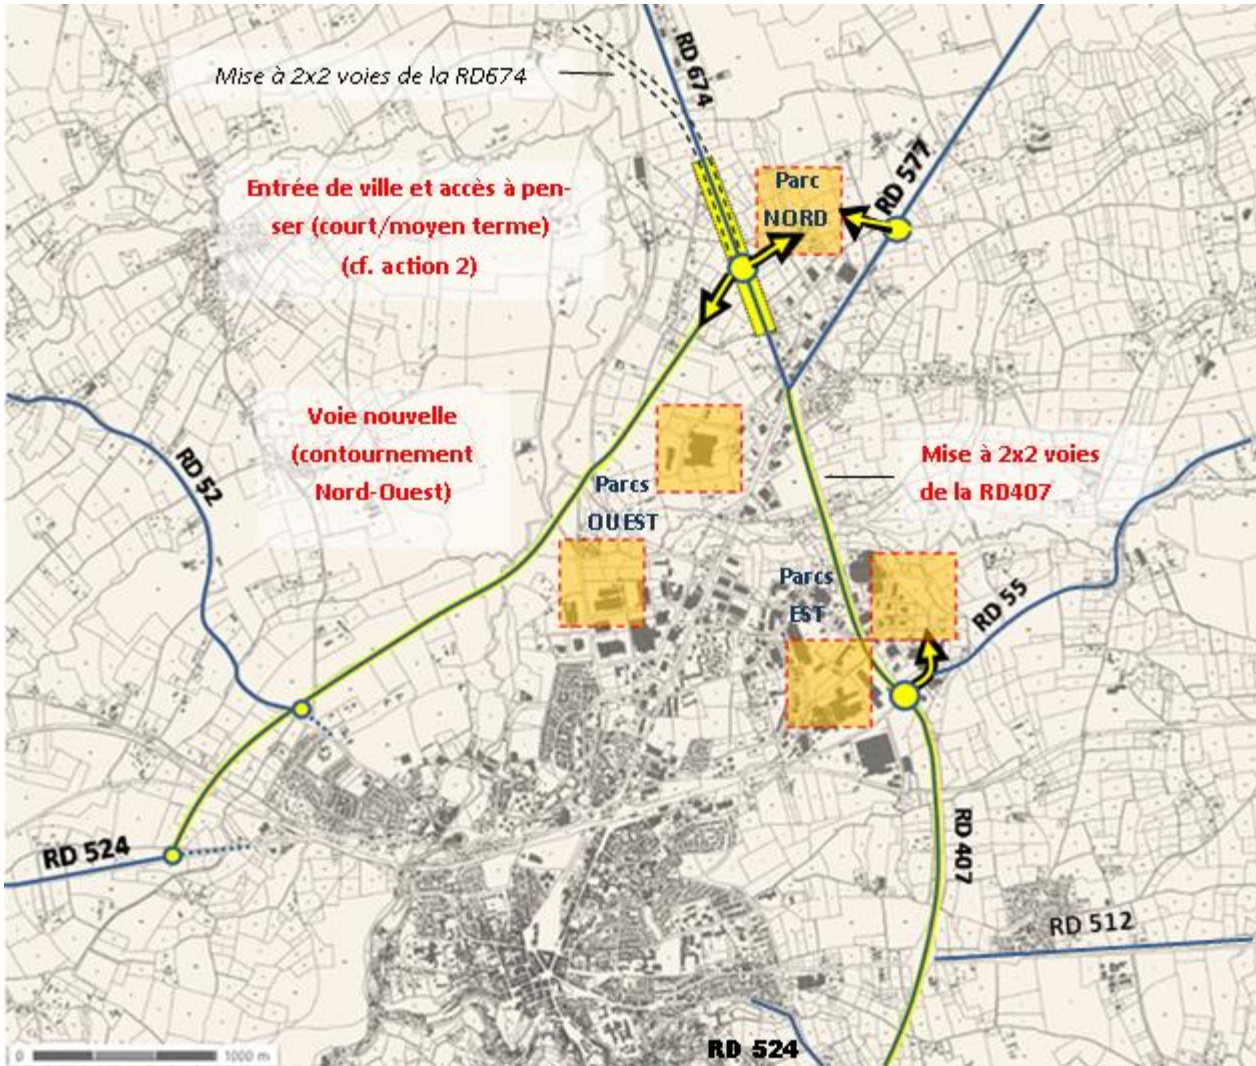 RD 674
Mise à 2x2 voies de la RD674
Entrée de ville et accès à pen-
ser (court/moyen terme)
(cf. action 2)
Parc
NORD
RD 577
Voie nouvelle
(contournement
Nord-Ouest)
RD 52
Parcs
OUEST
Mise à 2x2 voies
de la RD407
Parcs
EST
RD 55
RD 524
RD 407
RD 512
RD 524
0 1000 m